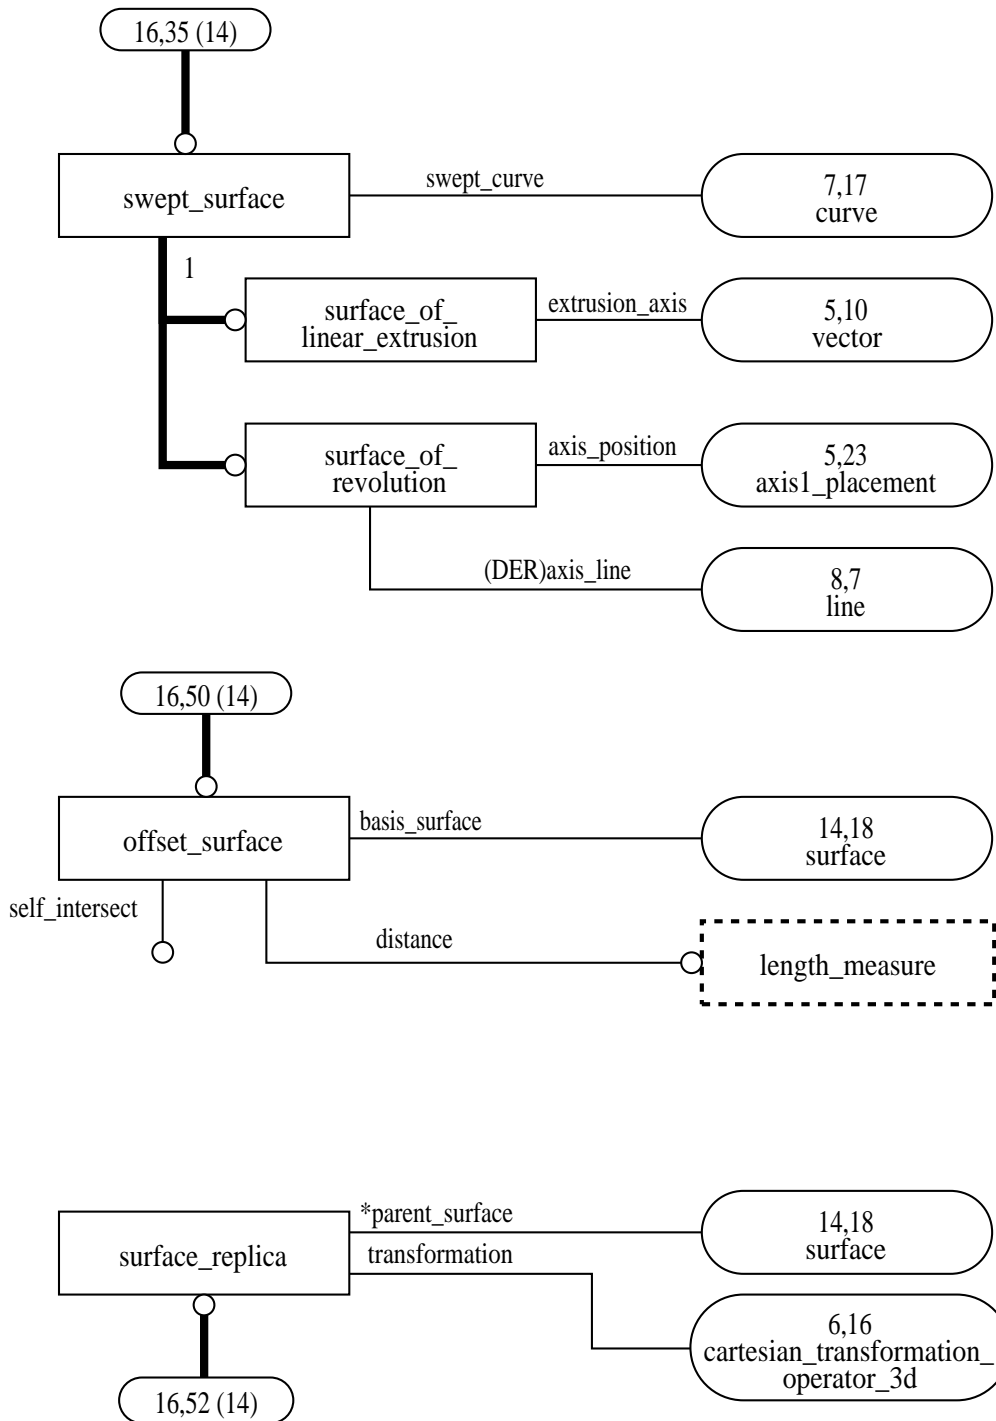 16,35 (14)
swept_surface
swept_curve
7,17
curve
1
surface_of_
linear_extrusion
extrusion_axis
5,10
vector
surface_of_
revolution
axis_position
5,23
axis1_placement
(DER)axis_line
8,7
line
16,50 (14)
offset_surface
basis_surface
14,18
surface
self_intersect
distance
length_measure
surface_replica
*parent_surface
14,18
surface
transformation
6,16
cartesian_transformation_
operator_3d
16,52 (14)